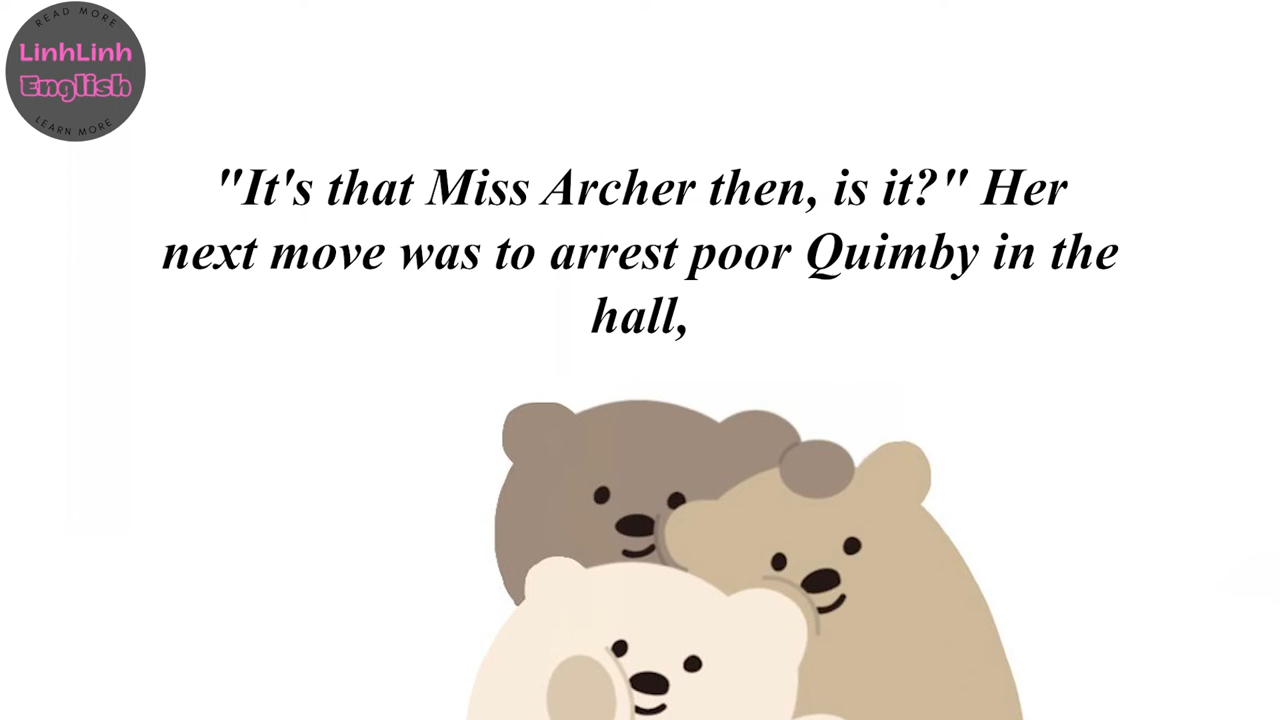 READ MORE
LinhLinh
English
LEARN MORE
"It's that Miss Archer then, is it?" Her
next move was to arrest poor Quimby in the
hall,